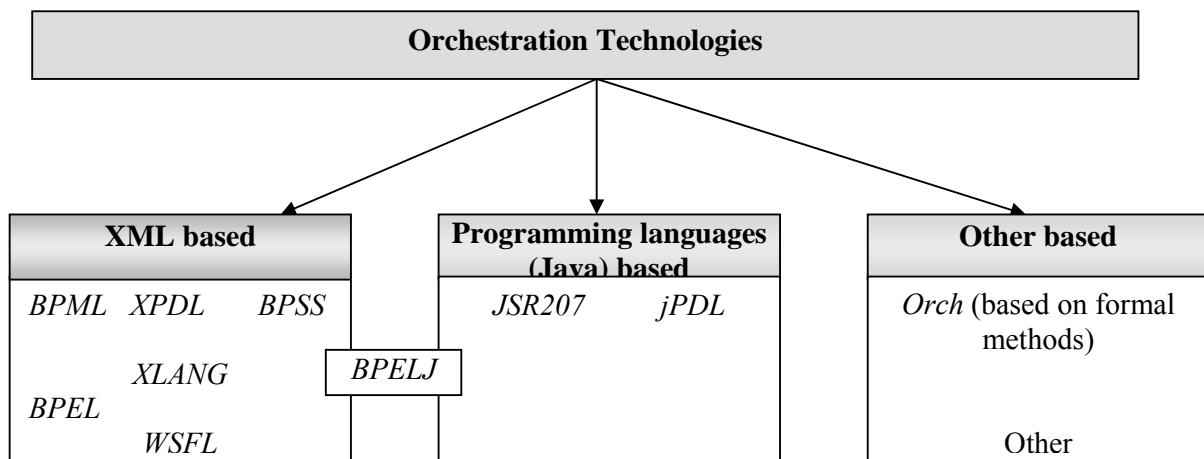 Orchestration Technologies
XML based
BPML XPDL BPSS
XLANG
BPEL
WSFL
BPELJ
Programming languages
(Java) based
JSR207 jPDL
Other based
Orch (based on formal
methods)
Other